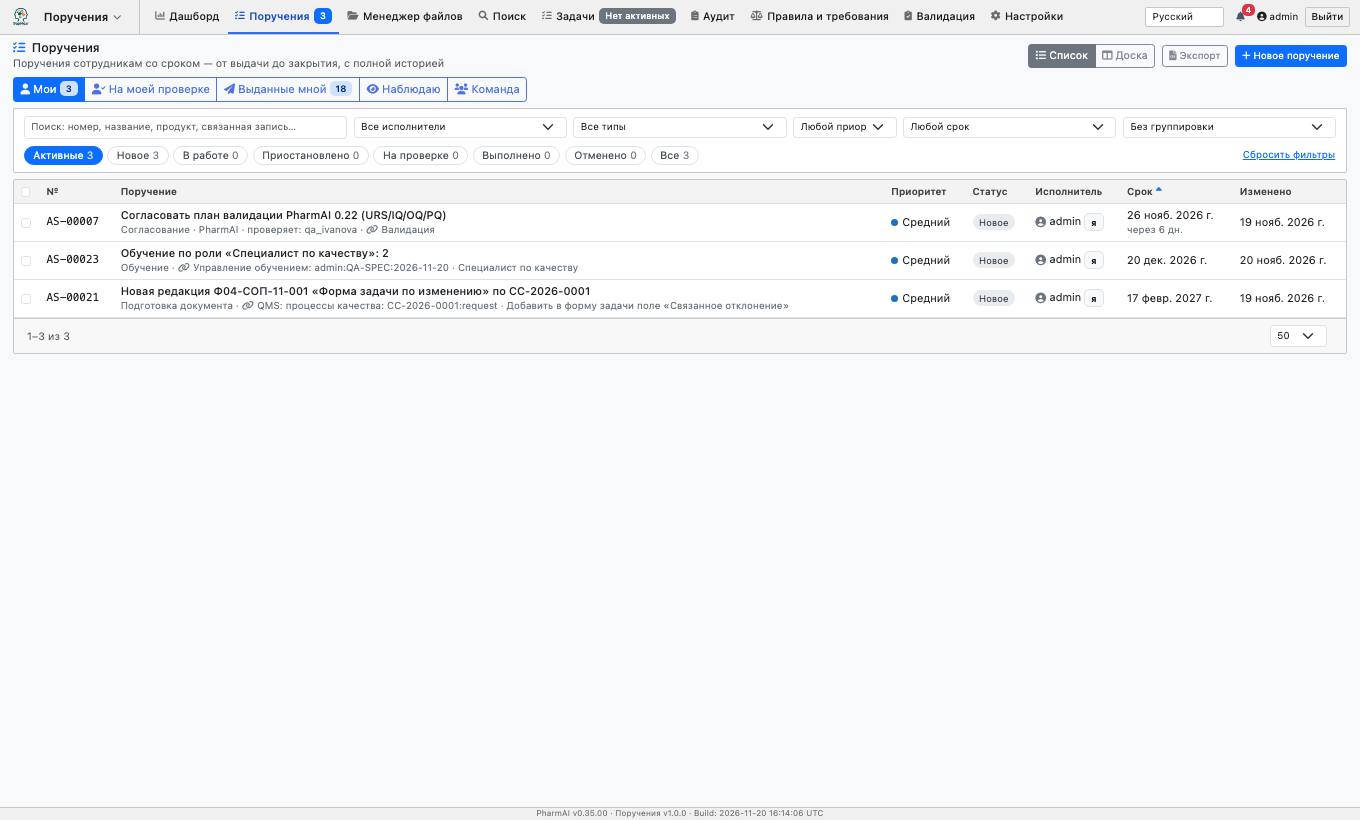 Поручения
Дашборд
Поручения 3
Менеджер файлов
Поиск
Задачи Нет активных
Аудит
Правила и требования
Валидация
Настройки
Русский
4
admin
Выйти
Поручения
Поручения сотрудникам со сроком — от выдачи до закрытия, с полной историей
Список
Доска
Экспорт
Новое поручение
Мои 3
На моей проверке
Выданные мной 18
Наблюдаю
Команда
Поиск: номер, название, продукт, связанная запись...
Все исполнители
Все типы
Любой приор
Любой срок
Без группировки
Активные 3
Новое 3
В работе 0
Приостановлено 0
На проверке 0
Выполнено 0
Отменено 0
Все 3
Сбросить фильтры
№ Поручение Приоритет Статус Исполнитель Срок Изменено
AS-00007 Согласовать план валидации PharmAI 0.22 (URS/IQ/OQ/PQ) Средний Новое admin я 26 нояб. 2026 г. 19 нояб. 2026 г.
Согласование · PharmAI · проверяет: qa_ivanova · Валидация через 6 дн.
AS-00023 Обучение по роли «Специалист по качеству»: 2 Средний Новое admin я 20 дек. 2026 г. 20 нояб. 2026 г.
Обучение · Управление обучением: admin:QA-SPEC:2026-11-20 · Специалист по качеству
AS-00021 Новая редакция Ф04-СОП-11-001 «Форма задачи по изменению» по CC-2026-0001 Средний Новое admin я 17 февр. 2027 г. 19 нояб. 2026 г.
Подготовка документа · QMS: процессы качества: CC-2026-0001:request · Добавить в форму задачи поле «Связанное отклонение»
1–3 из 3
50
PharmAI v0.35.00 · Поручения v1.0.0 · Build: 2026-11-20 16:14:06 UTC